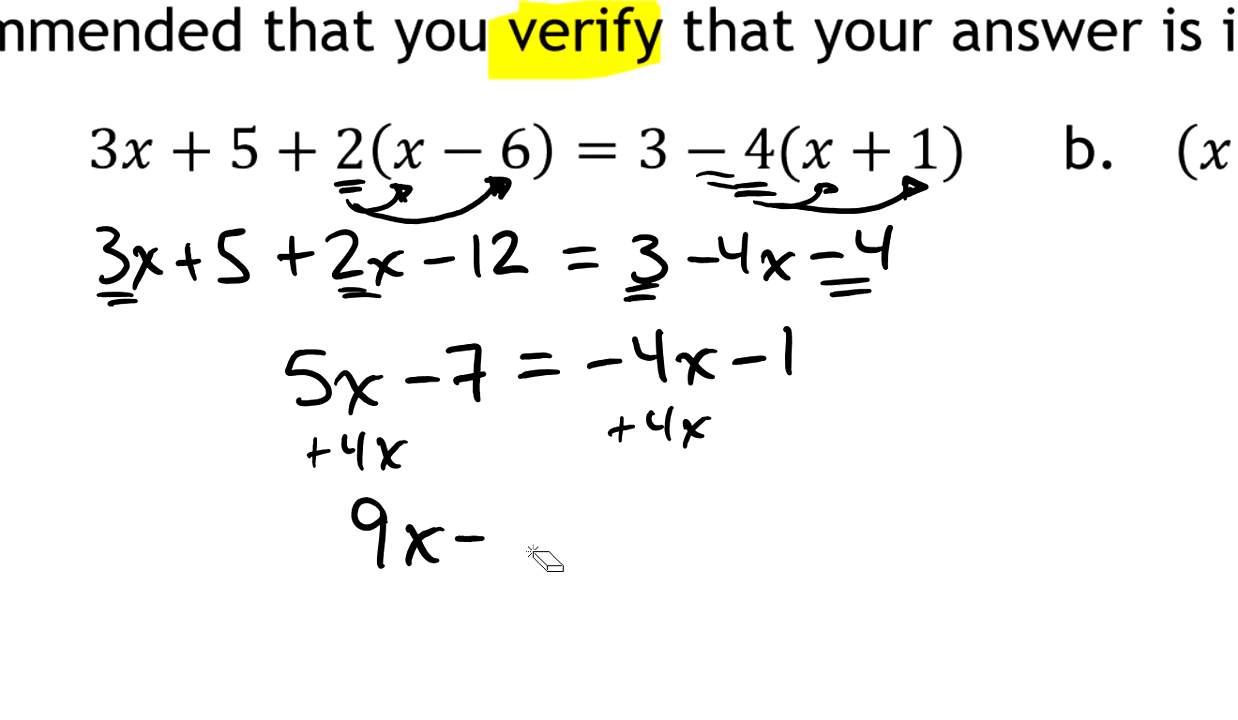 mmended that you verify that your answer is i
3x + 5 + 2(x − 6) = 3 − 4(x + 1) b. (x
3x + 5 + 2x − 12 = 3 − 4x − 4
5x − 7 = − 4x − 1
+4x +4x
9x −